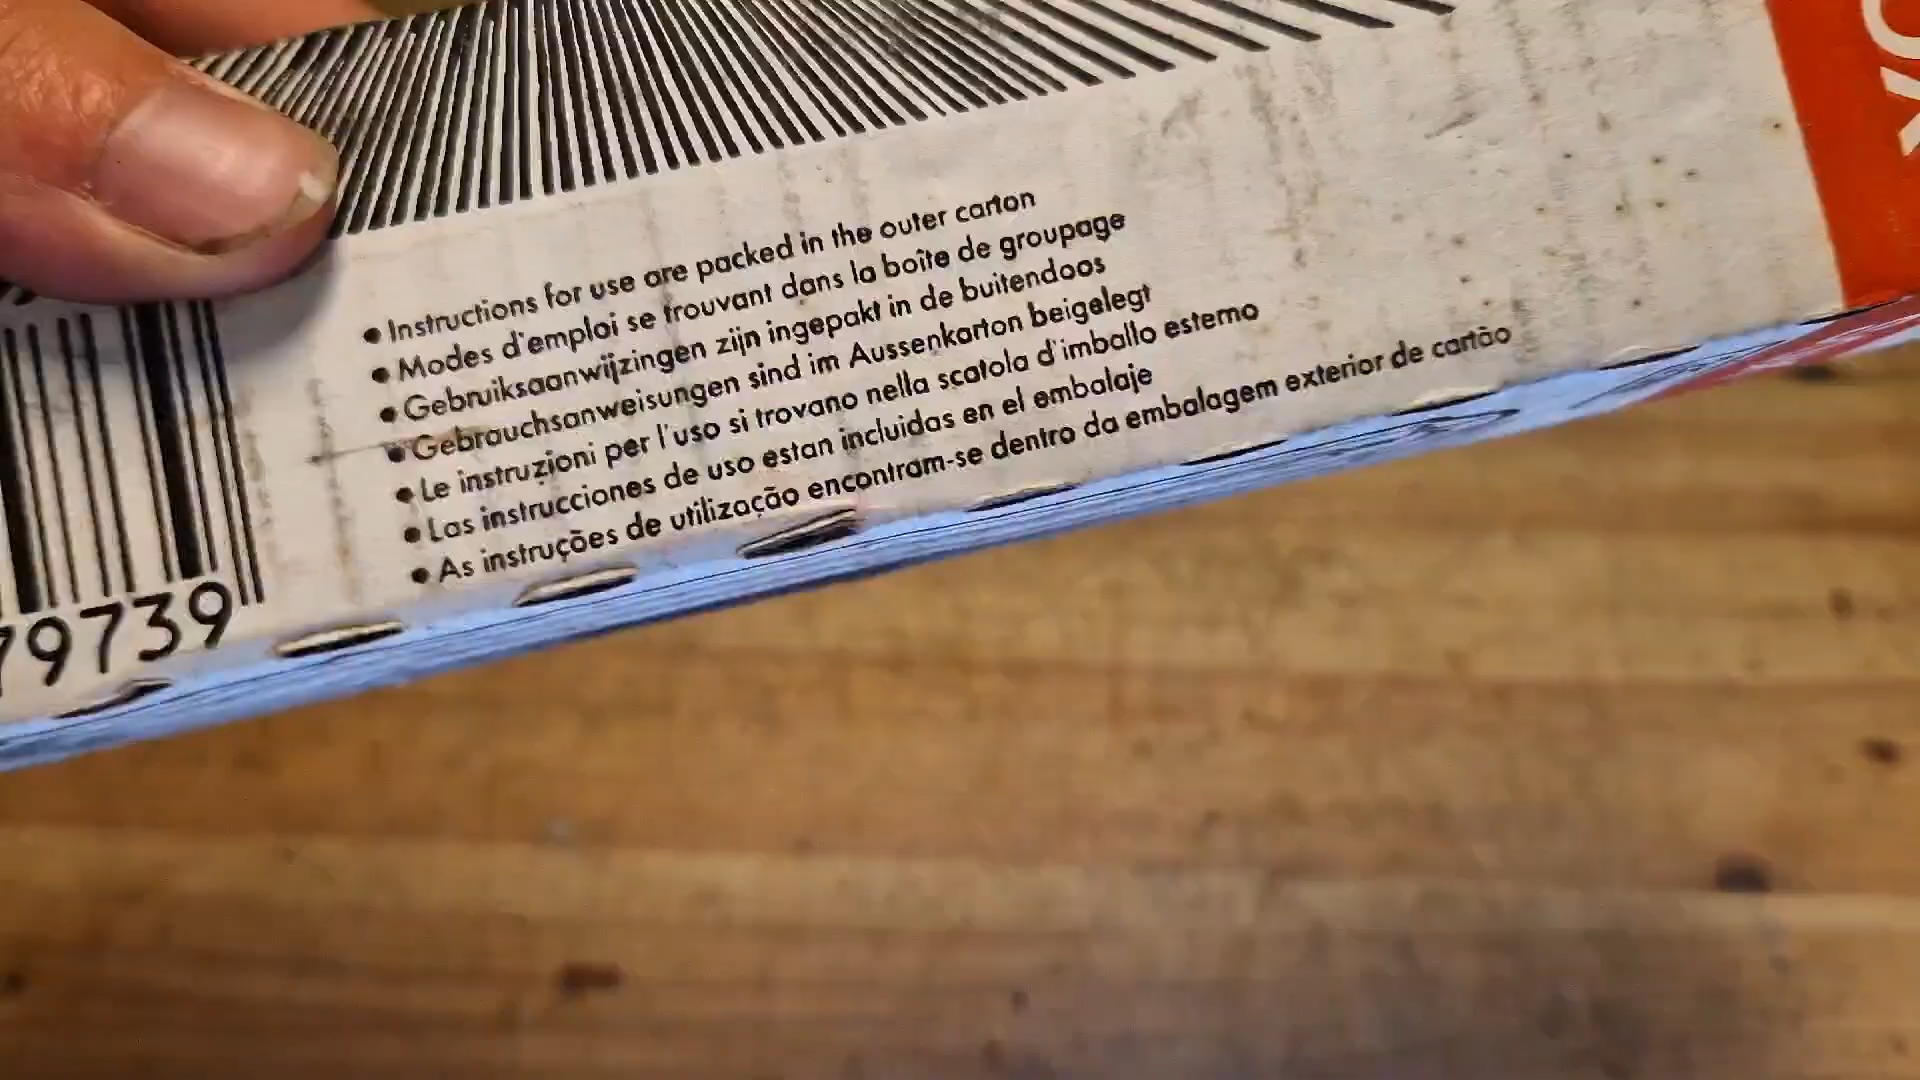 • Instructions for use are packed in the outer carton
• Modes d'emploi se trouvant dans la boîte de groupage
• Gebruiksaanwijzingen zijn ingepakt in de buitendoos
• Gebrauchsanweisungen sind im Aussenkarton beigelegt
• Le instruzioni per l'uso si trovano nella scatola d'imballo esterno
• Las instrucciones de uso estan incluidas en el embalaje
• As instruções de utilização encontram-se dentro da embalagem exterior de cartão
79739